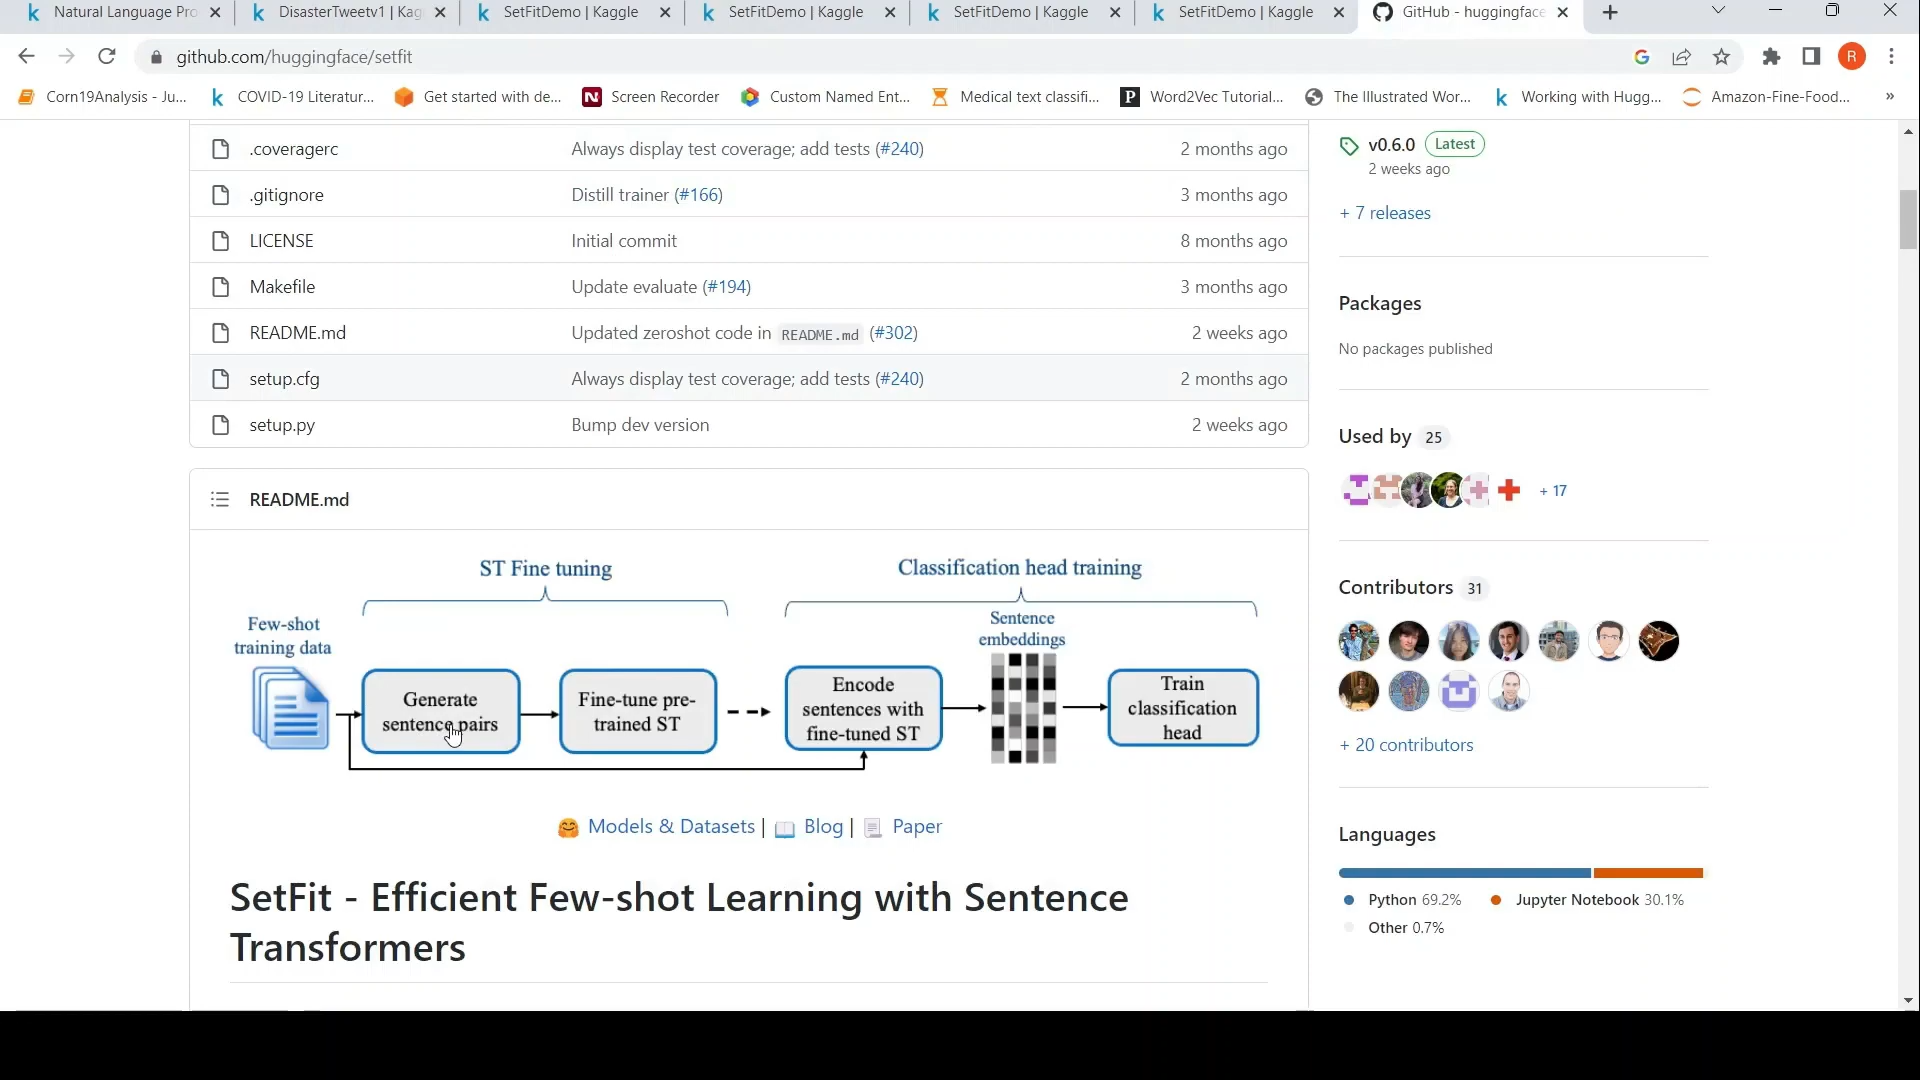 Natural Language Pro
DisasterTweetv1 | Kag
SetFitDemo | Kaggle
SetFitDemo | Kaggle
SetFitDemo | Kaggle
SetFitDemo | Kaggle
GitHub - huggingface
github.com/huggingface/setfit
R
Corn19Analysis - Ju...
COVID-19 Literatur...
Get started with de...
Screen Recorder
Custom Named Ent...
Medical text classifi...
Word2Vec Tutorial...
The Illustrated Wor...
Working with Hugg...
Amazon-Fine-Food...
»
.coveragerc Always display test coverage; add tests (#240) 2 months ago
.gitignore Distill trainer (#166) 3 months ago
LICENSE Initial commit 8 months ago
Makefile Update evaluate (#194) 3 months ago
README.md Updated zeroshot code in README.md (#302) 2 weeks ago
setup.cfg Always display test coverage; add tests (#240) 2 months ago
setup.py Bump dev version 2 weeks ago
README.md
ST Fine tuning
Classification head training
Few-shot
training data
Sentence
embeddings
Generate
sentence pairs
Fine-tune pre-
trained ST
Encode
sentences with
fine-tuned ST
Train
classification
head
🤗 Models & Datasets | 📖 Blog | 📃 Paper
SetFit - Efficient Few-shot Learning with Sentence
Transformers
v0.6.0 Latest
2 weeks ago
+ 7 releases
Packages
No packages published
Used by 25
+ 17
Contributors 31
+ 20 contributors
Languages
Python 69.2% Jupyter Notebook 30.1%
Other 0.7%